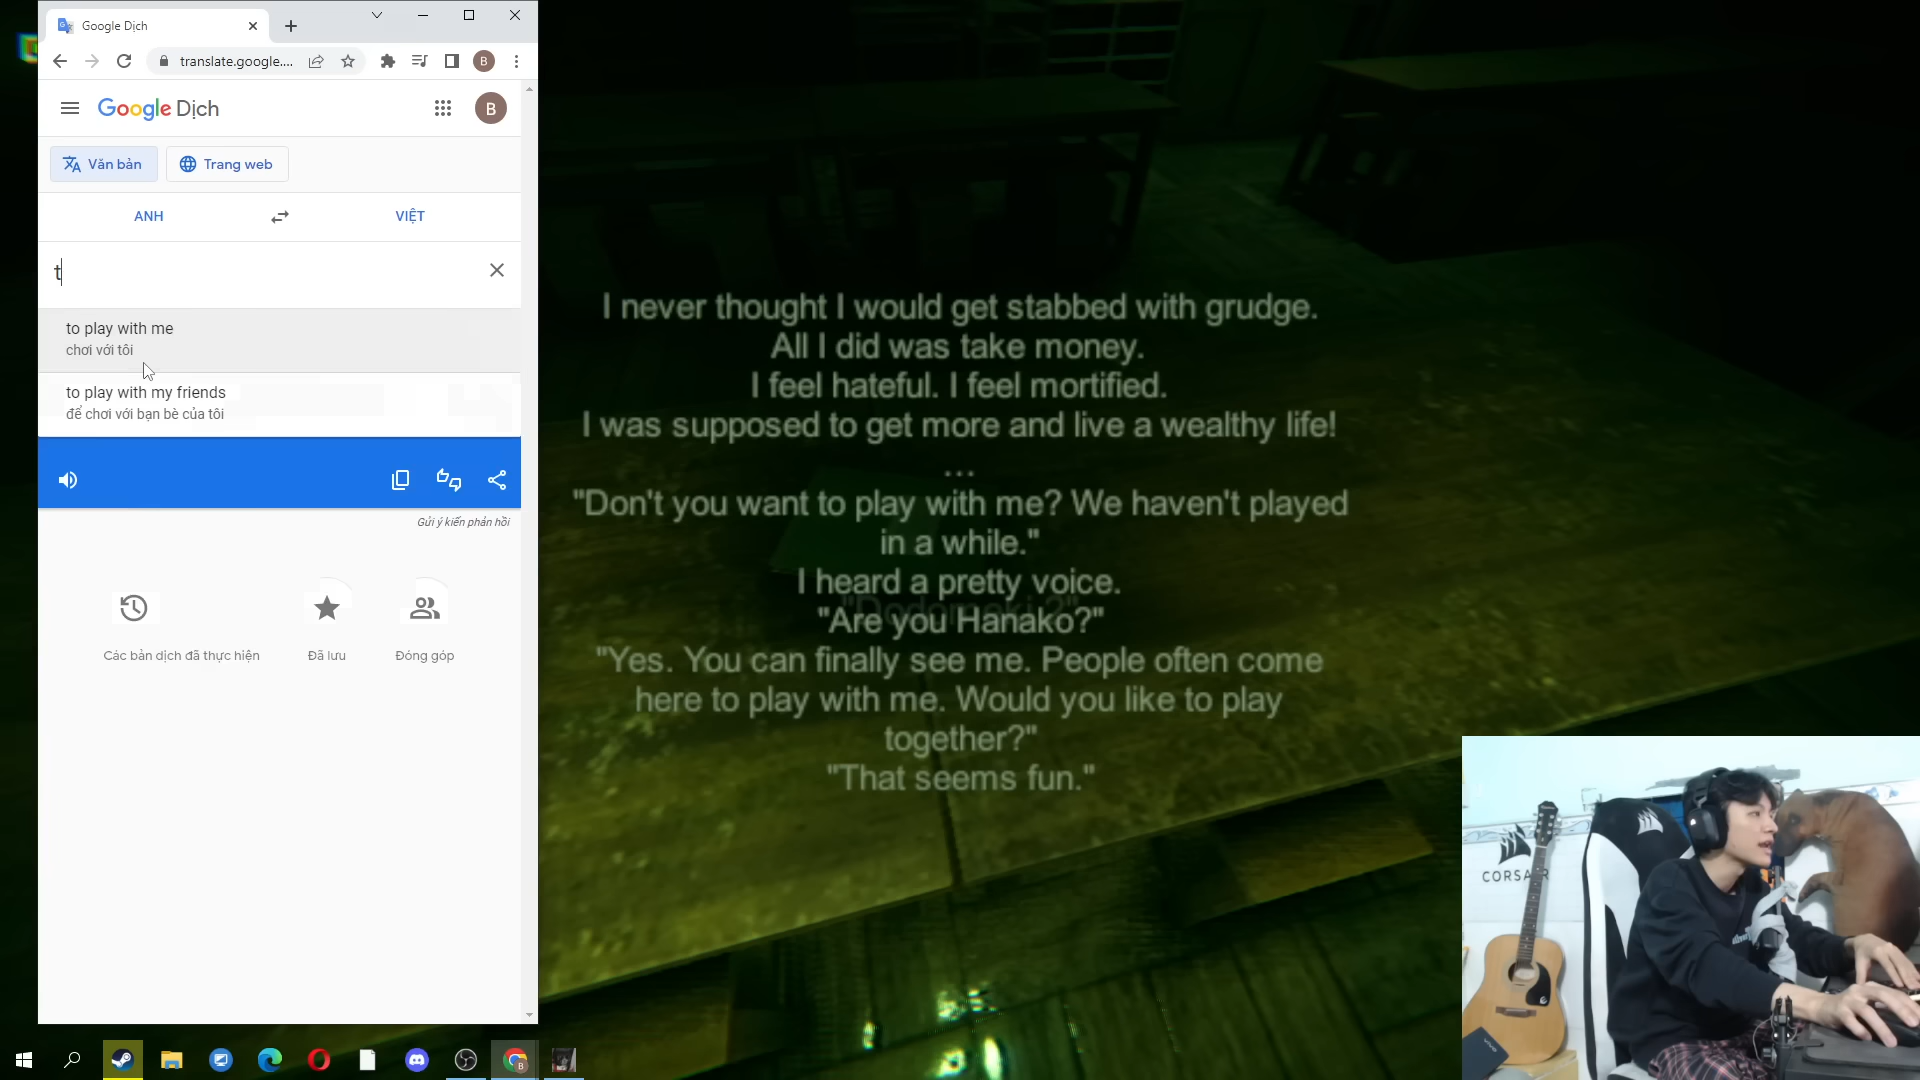 Google Dịch
translate.google....
B
Google Dịch
B
Văn bản
Trang web
ANH
VIỆT
t
to play with me
chơi với tôi
to play with my friends
để chơi với bạn bè của tôi
Gửi ý kiến phản hồi
Các bản dịch đã thực hiện
Đã lưu
Đóng góp
I never thought I would get stabbed with grudge.
All I did was take money.
I feel hateful. I feel mortified.
I was supposed to get more and live a wealthy life!
...
"Don't you want to play with me? We haven't played
in a while."
I heard a pretty voice.
"Are you Hanako?"
"Yes. You can finally see me. People often come
here to play with me. Would you like to play
together?"
"That seems fun."
CORSAIR